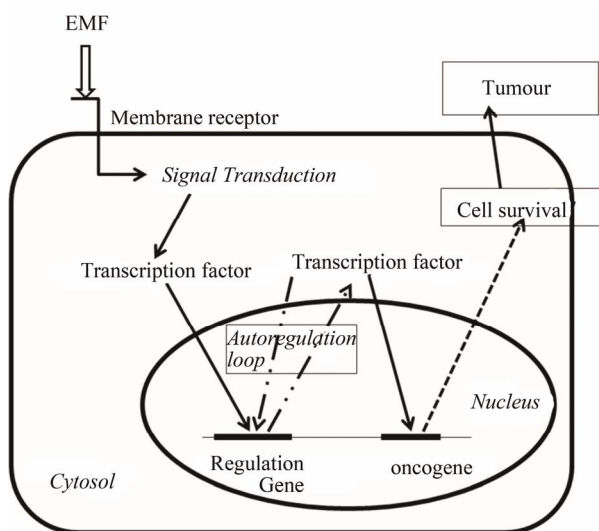 EMF
Tumour
Membrane receptor
Signal Transduction
Cell survival/
Transcription factor
Transcription factor
Autoregulation
loop
Nucleus
Regulation
Gene
oncogene
Cytosol